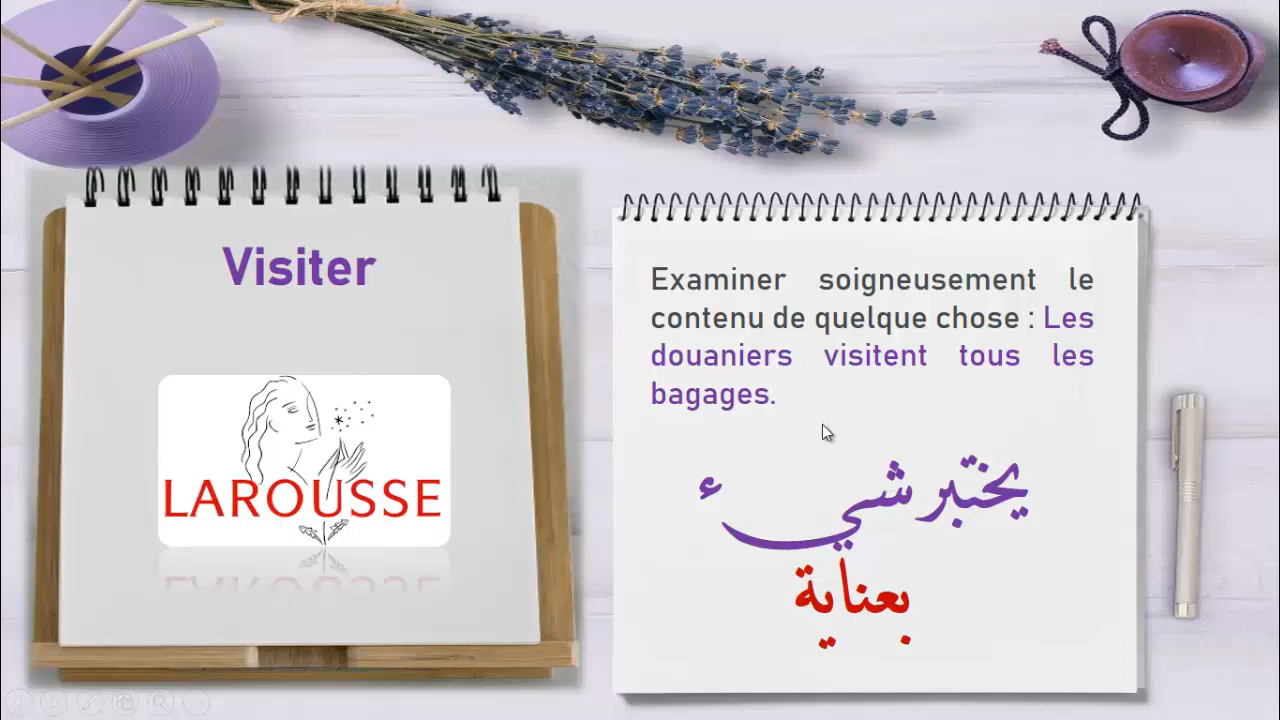 Visiter
LAROUSSE
Examiner soigneusement le
contenu de quelque chose : Les
douaniers visitent tous les
bagages.
يختبر شيء
بعناية